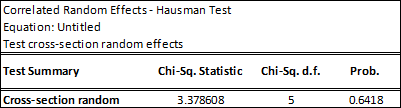 Correlated Random Effects - Hausman Test
Equation: Untitled
Test cross-section random effects
Test Summary Chi-Sq. Statistic Chi-Sq. d.f. Prob.
Cross-section random 3.378608 5 0.6418